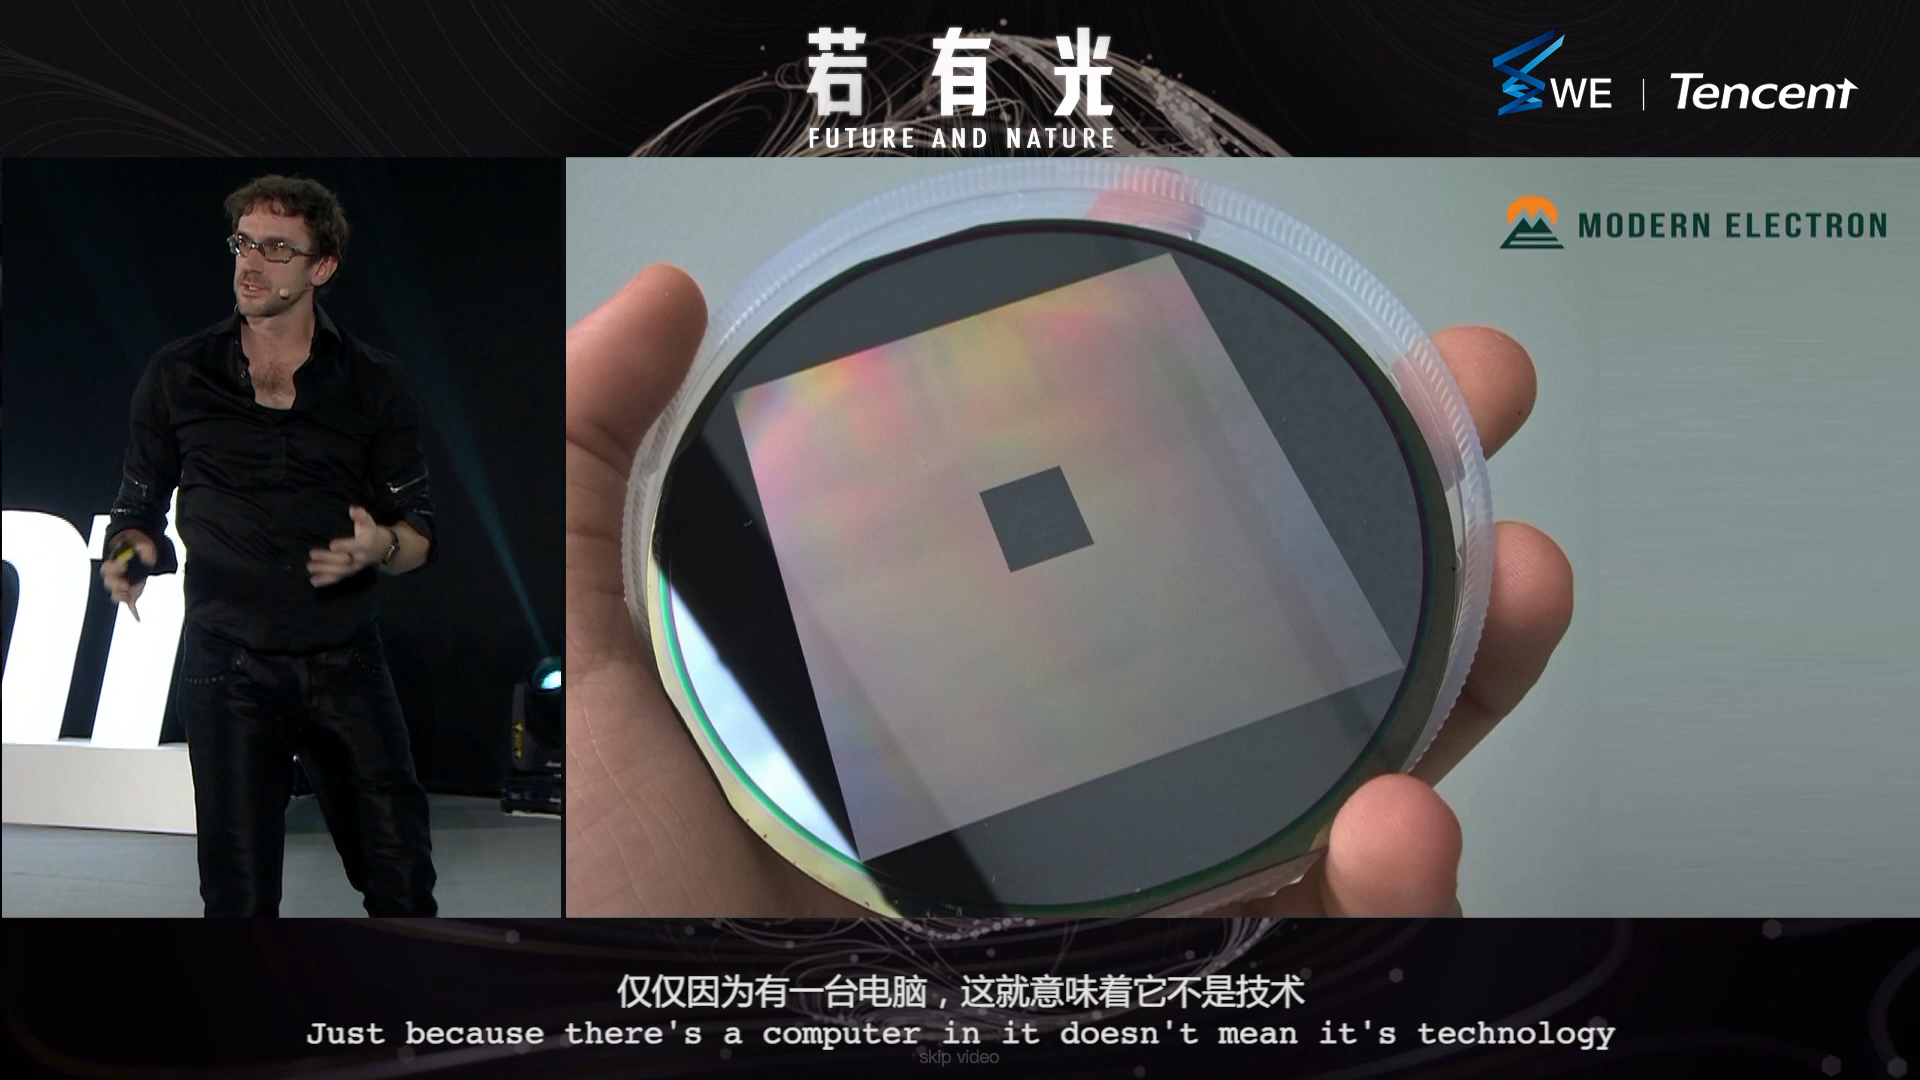 若有光
FUTURE AND NATURE
WE | Tencent
MODERN ELECTRON
仅仅因为有一台电脑，这就意味着它不是技术
Just because there's a computer in it doesn't mean it's technology
skip video